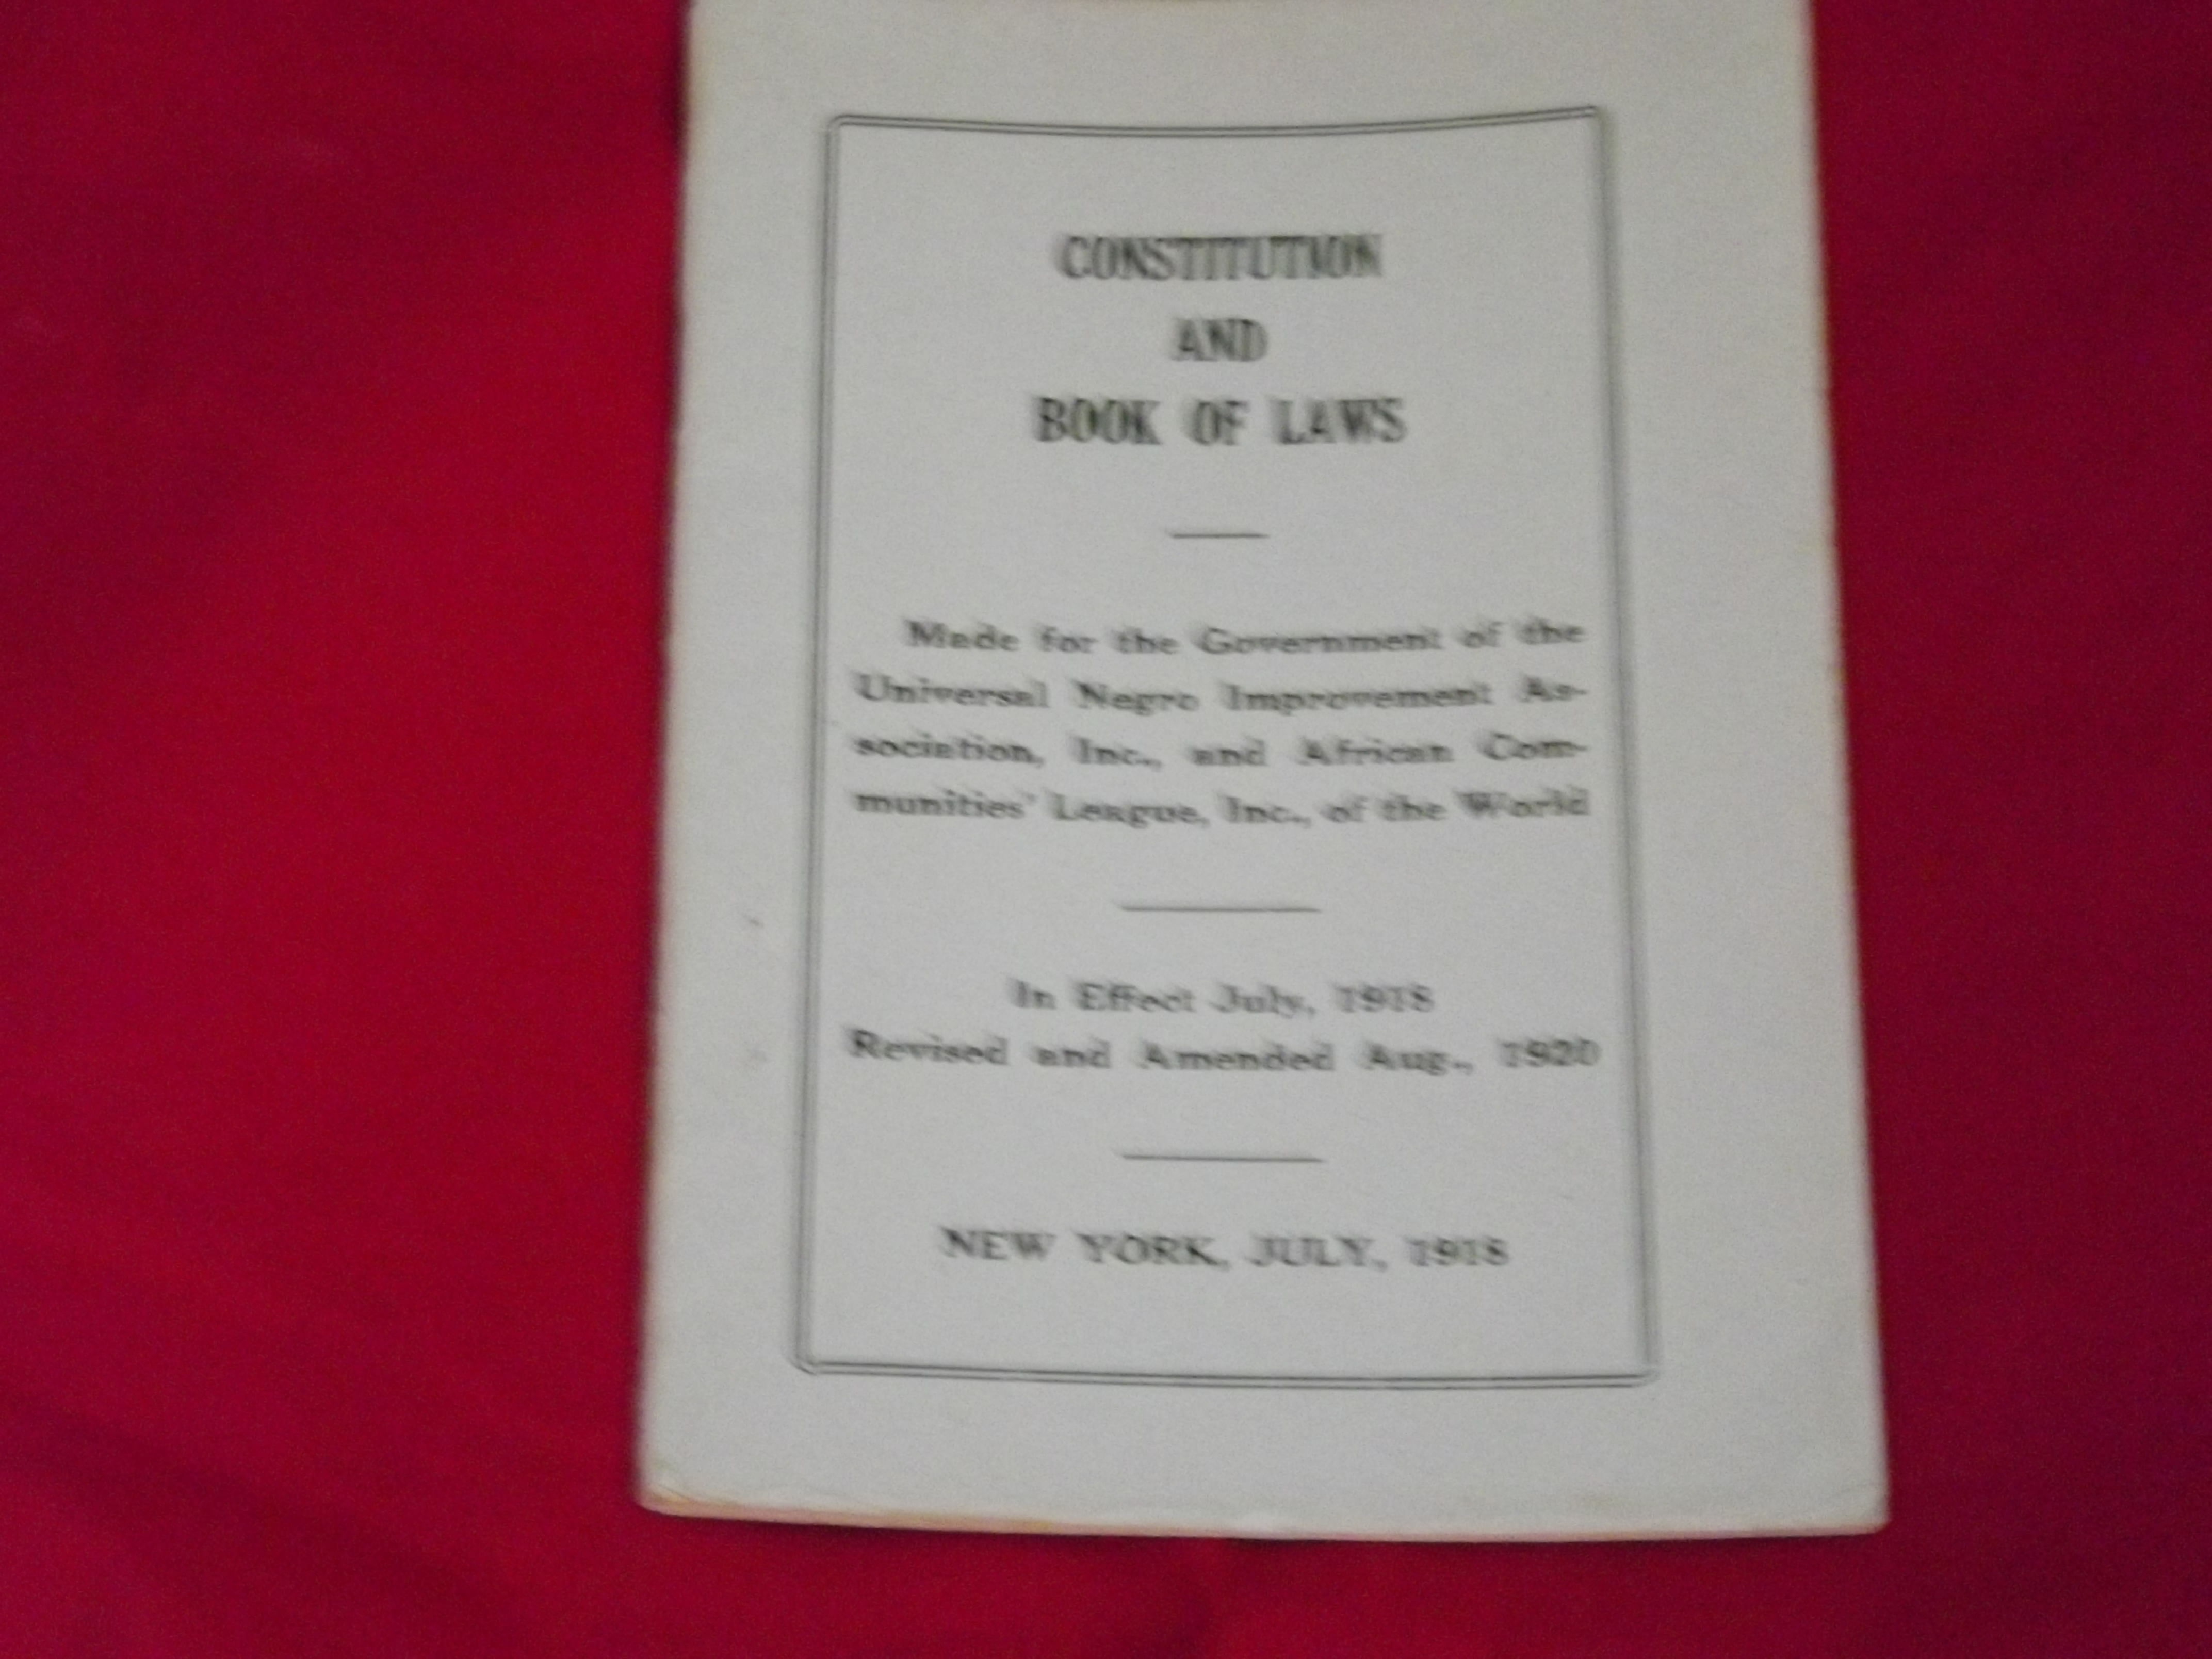 CONSTITUTION
AND
BOOK OF LAWS
Made for the Government of the
Universal Negro Improvement As-
sociation, Inc., and African Com-
munities' League, Inc., of the World
In Effect July, 1918
Revised and Amended Aug., 1920
NEW YORK, JULY, 1918